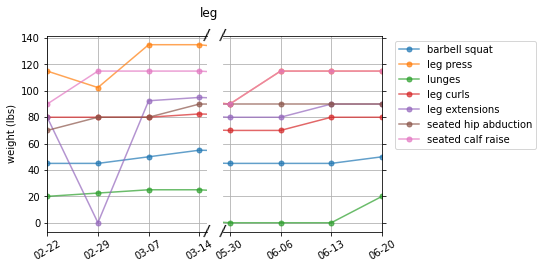 leg
weight (lbs)
140
120
100
80
60
40
20
0
02-22
02-29
03-07
03-14
05-30
06-06
06-13
06-20
barbell squat
leg press
lunges
leg curls
leg extensions
seated hip abduction
seated calf raise